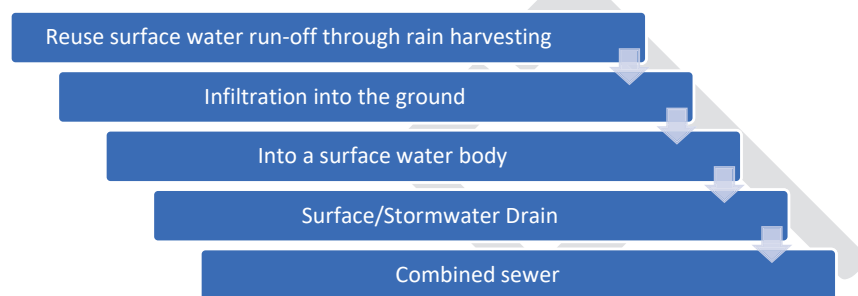 Reuse surface water run-off through rain harvesting
Infiltration into the ground
Into a surface water body
Surface/Stormwater Drain
Combined sewer